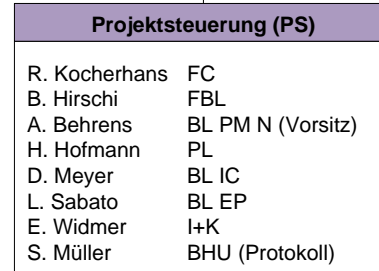 Projektsteuerung (PS)
R. Kocherhans FC
B. Hirschi FBL
A. Behrens BL PM N (Vorsitz)
H. Hofmann PL
D. Meyer BL IC
L. Sabato BL EP
E. Widmer I+K
S. Müller BHU (Protokoll)